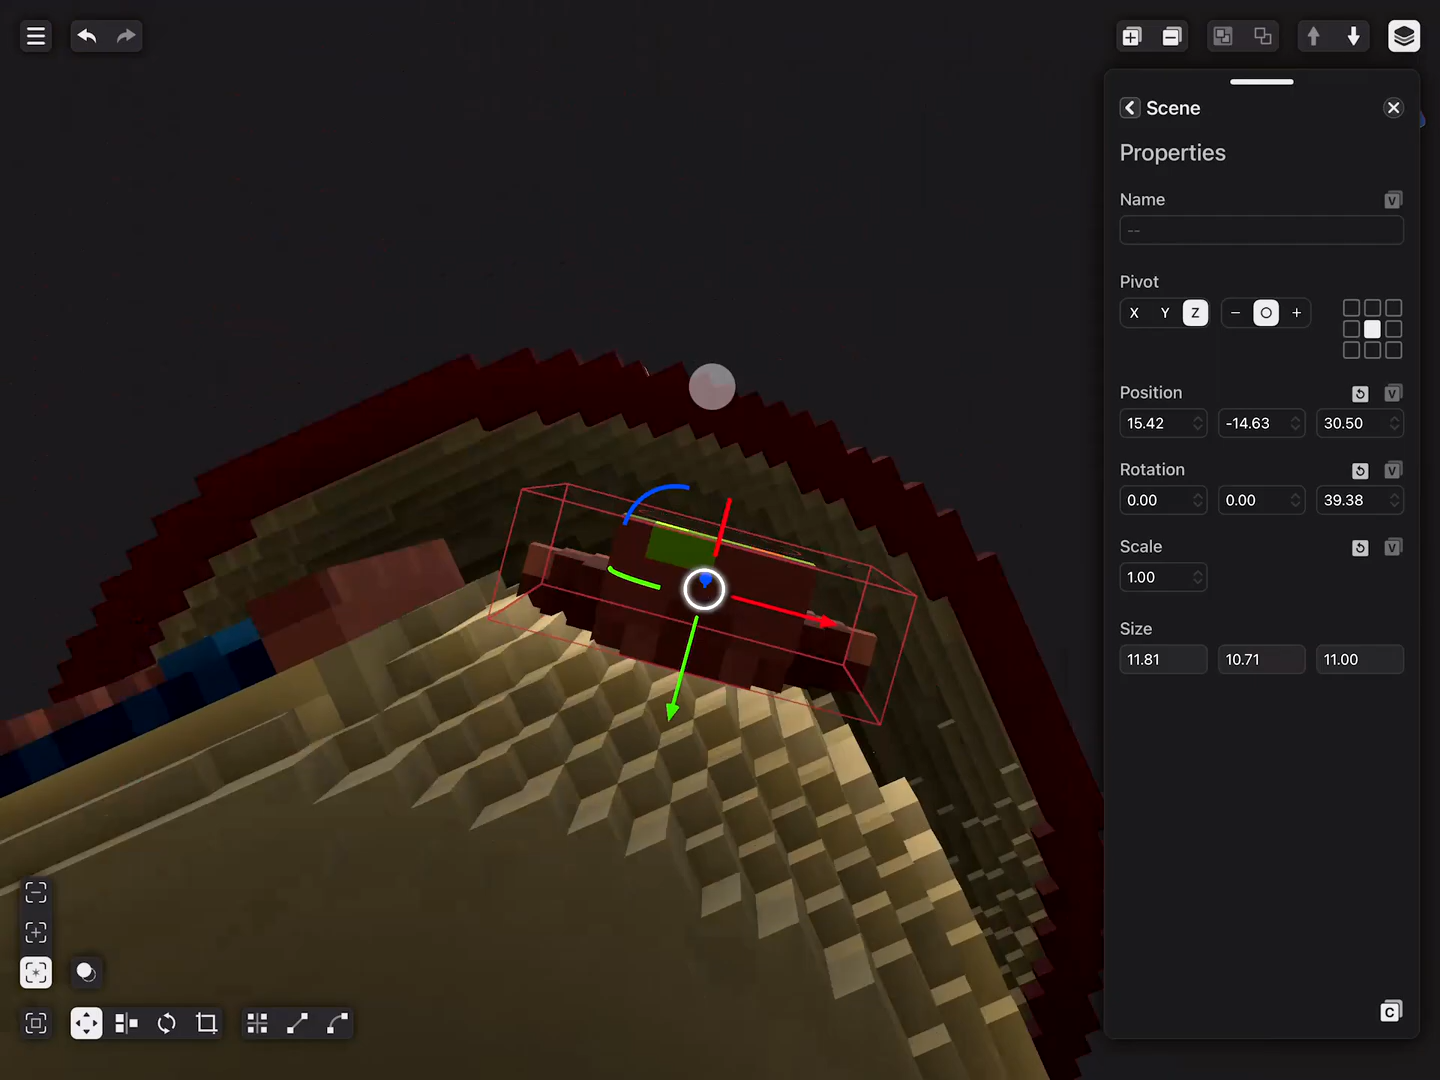 Scene
Properties
Name
V
--
Pivot
X Y Z
Position
V
15.42 -14.63 30.50
Rotation
V
0.00 0.00 39.38
Scale
V
1.00
Size
11.81 10.71 11.00
C